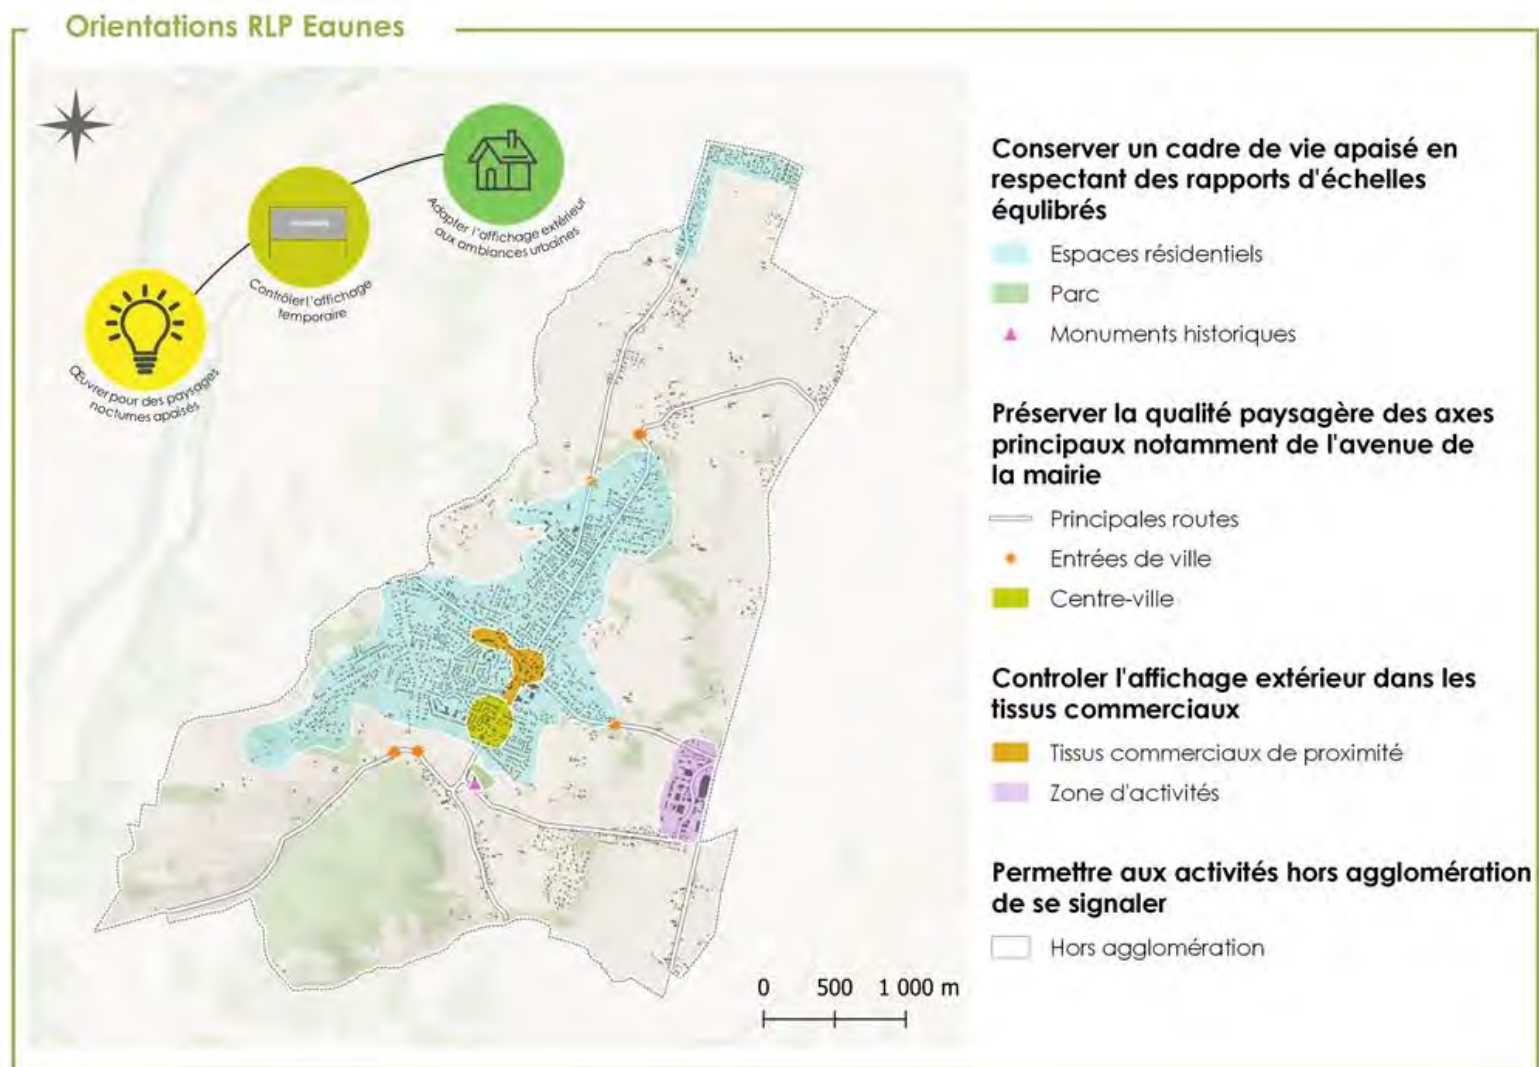 Orientations RLP Eaunes
Adapter l'affichage extérieur
aux ambiances urbaines
Contrôler l'affichage
temporaire
Œuvrer pour des paysages
nocturnes apaisés
Conserver un cadre de vie apaisé en
respectant des rapports d'échelles
équlibrés
Espaces résidentiels
Parc
Monuments historiques
Préserver la qualité paysagère des axes
principaux notamment de l'avenue de
la mairie
Principales routes
Entrées de ville
Centre-ville
Controler l'affichage extérieur dans les
tissus commerciaux
Tissus commerciaux de proximité
Zone d'activités
Permettre aux activités hors agglomération
de se signaler
Hors agglomération
0 500 1 000 m